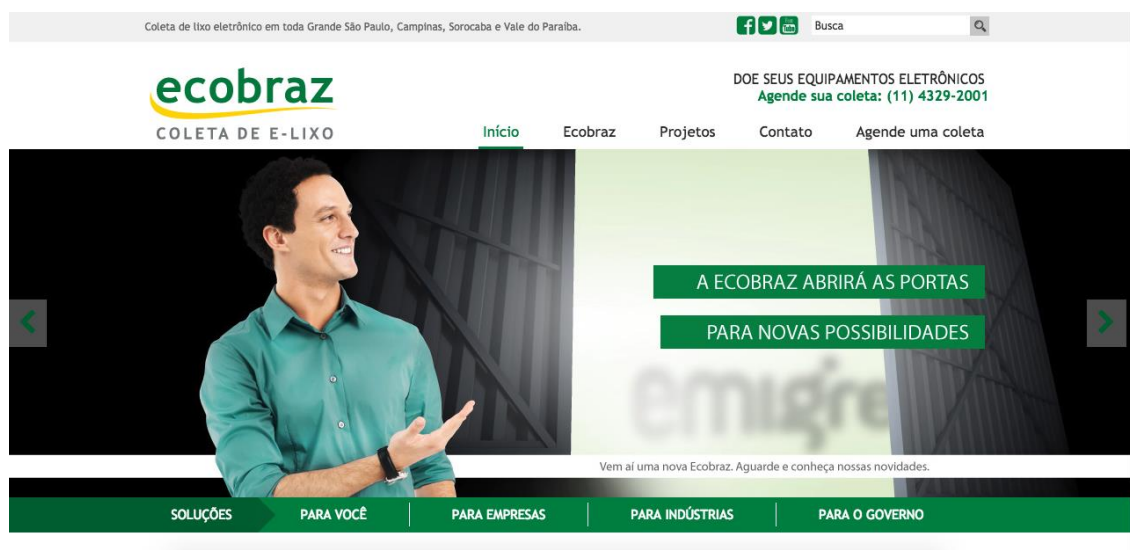 Coleta de lixo eletrônico em toda Grande São Paulo, Campinas, Sorocaba e Vale do Paraíba.
Busca
ecobraz
COLETA DE E-LIXO
DOE SEUS EQUIPAMENTOS ELETRÔNICOS
Agende sua coleta: (11) 4329-2001
Início Ecobraz Projetos Contato Agende uma coleta
A ECOBRAZ ABRIRÁ AS PORTAS
PARA NOVAS POSSIBILIDADES
emigre
Vem aí uma nova Ecobraz. Aguarde e conheça nossas novidades.
SOLUÇÕES PARA VOCÊ PARA EMPRESAS PARA INDÚSTRIAS PARA O GOVERNO